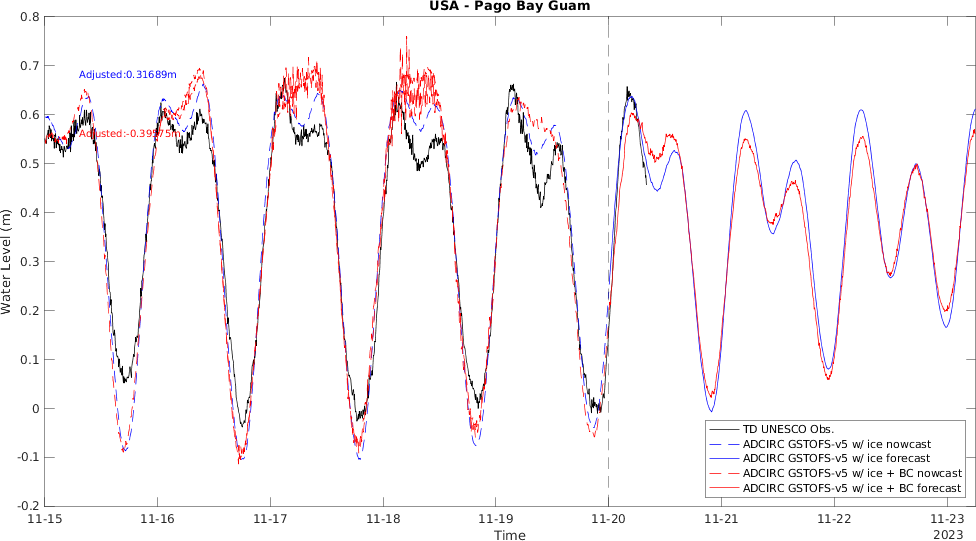 USA - Pago Bay Guam
0.8
0.7
0.6
0.5
0.4
0.3
0.2
0.1
0
-0.1
-0.2
Water Level (m)
Adjusted:0.31689m
Adjusted:-0.39575m
TD UNESCO Obs.
ADCIRC GSTOFS-v5 w/ ice nowcast
ADCIRC GSTOFS-v5 w/ ice forecast
ADCIRC GSTOFS-v5 w/ ice + BC nowcast
ADCIRC GSTOFS-v5 w/ ice + BC forecast
11-15 11-16 11-17 11-18 11-19 11-20 11-21 11-22 11-23
Time
2023